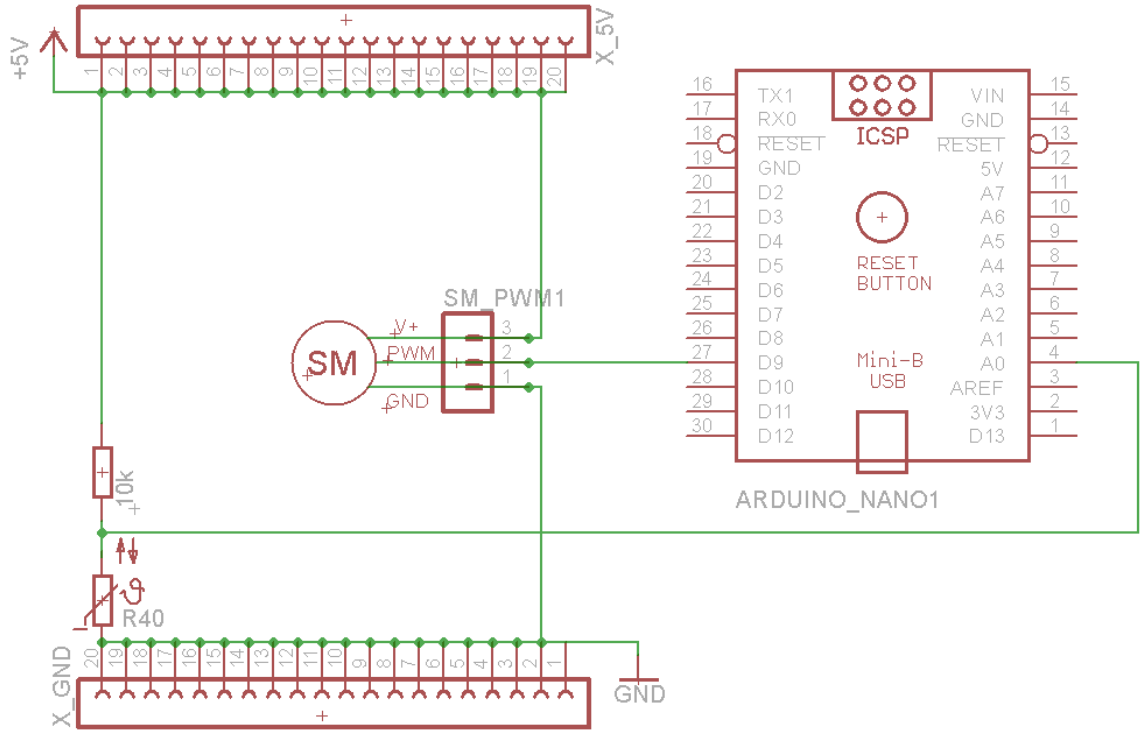 +5V
X_5V
1 2 3 4 5 6 7 8 9 10 11 12 13 14 15 16 17 18 19 20
SM
V+
PWM
GND
SM_PWM1
3
2
1
10k
ϑ
R40
X_GND
20 19 18 17 16 15 14 13 12 11 10 9 8 7 6 5 4 3 2 1
GND
16 TX1
17 RX0
18 RESET
19 GND
20 D2
21 D3
22 D4
23 D5
24 D6
25 D7
26 D8
27 D9
28 D10
29 D11
30 D12
ICSP
RESET
BUTTON
Mini-B
USB
VIN 15
GND 14
RESET 13
5V 12
A7 11
A6 10
A5 9
A4 8
A3 7
A2 6
A1 5
A0 4
AREF 3
3V3 2
D13 1
ARDUINO_NANO1